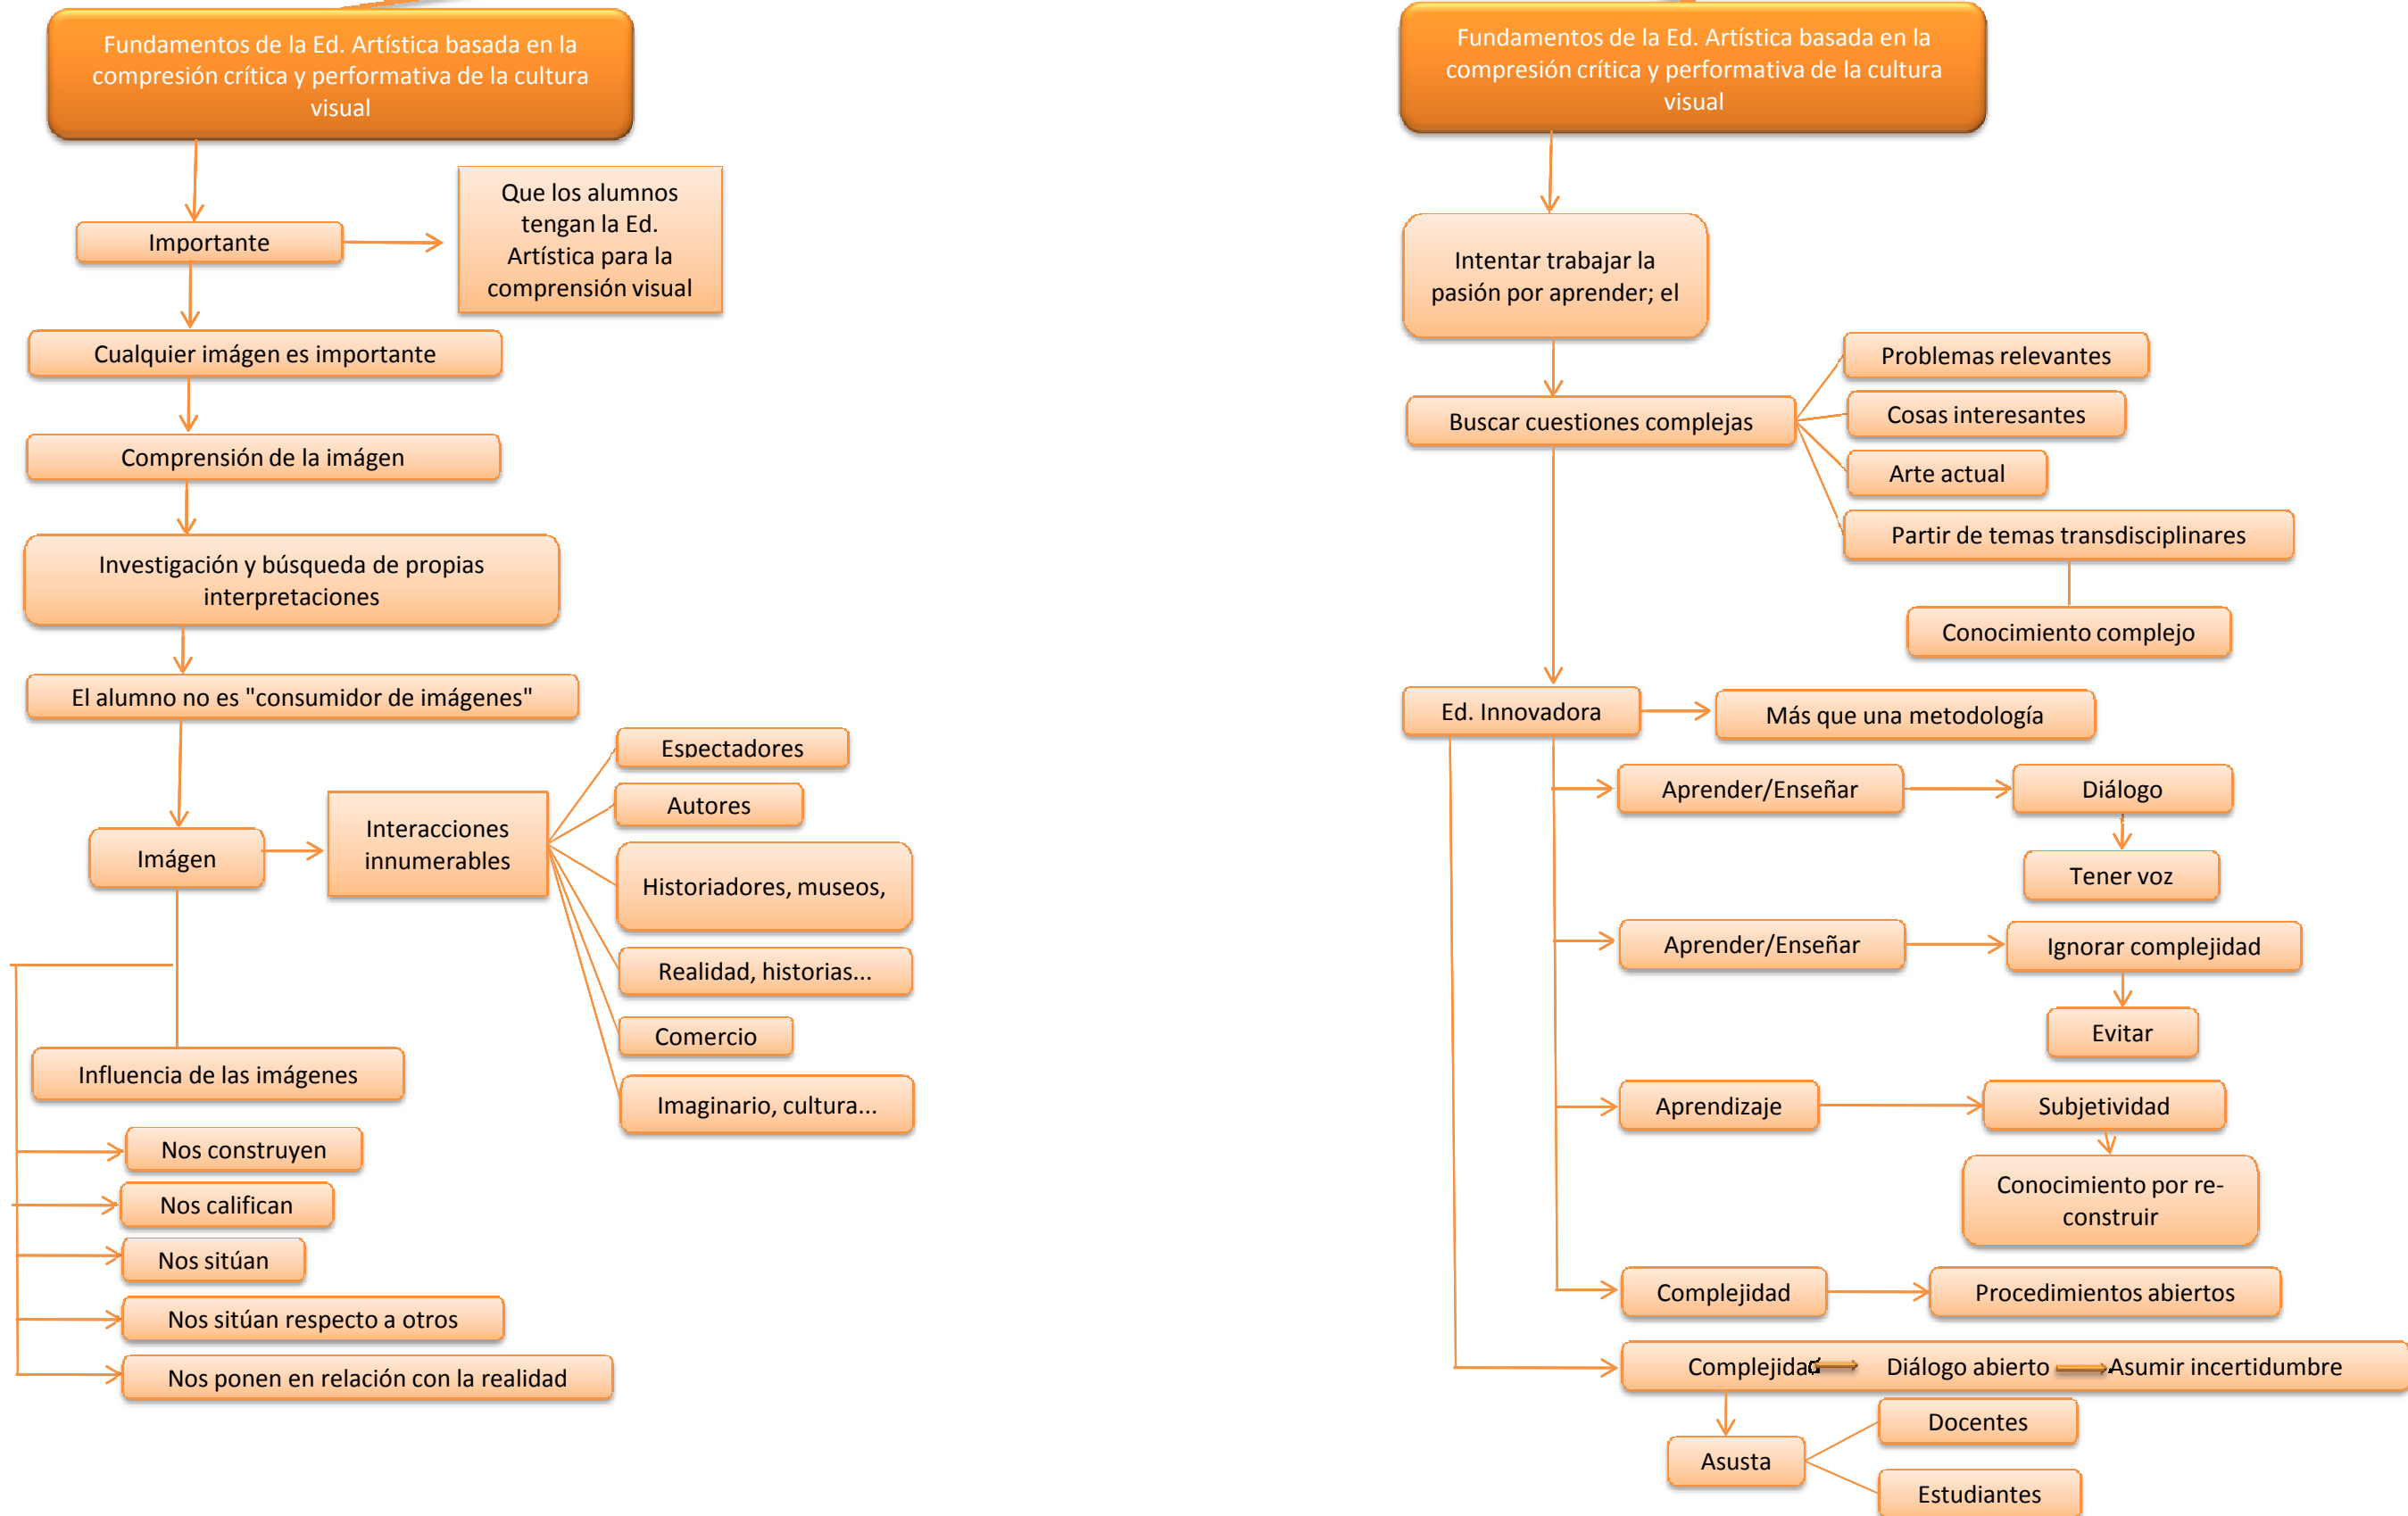 Fundamentos de la Ed. Artística basada en la
compresión crítica y performativa de la cultura
visual
Importante
Que los alumnos
tengan la Ed.
Artística para la
comprensión visual
Cualquier imágen es importante
Comprensión de la imágen
Investigación y búsqueda de propias
interpretaciones
El alumno no es "consumidor de imágenes"
Imágen
Interacciones
innumerables
Espectadores
Autores
Historiadores, museos,
Realidad, historias...
Comercio
Imaginario, cultura...
Influencia de las imágenes
Nos construyen
Nos califican
Nos sitúan
Nos sitúan respecto a otros
Nos ponen en relación con la realidad
Fundamentos de la Ed. Artística basada en la
compresión crítica y performativa de la cultura
visual
Intentar trabajar la
pasión por aprender; el
Buscar cuestiones complejas
Problemas relevantes
Cosas interesantes
Arte actual
Partir de temas transdisciplinares
Conocimiento complejo
Ed. Innovadora
Más que una metodología
Aprender/Enseñar
Diálogo
Tener voz
Aprender/Enseñar
Ignorar complejidad
Evitar
Aprendizaje
Subjetividad
Conocimiento por re-
construir
Complejidad
Procedimientos abiertos
Complejidad Diálogo abierto Asumir incertidumbre
Asusta
Docentes
Estudiantes